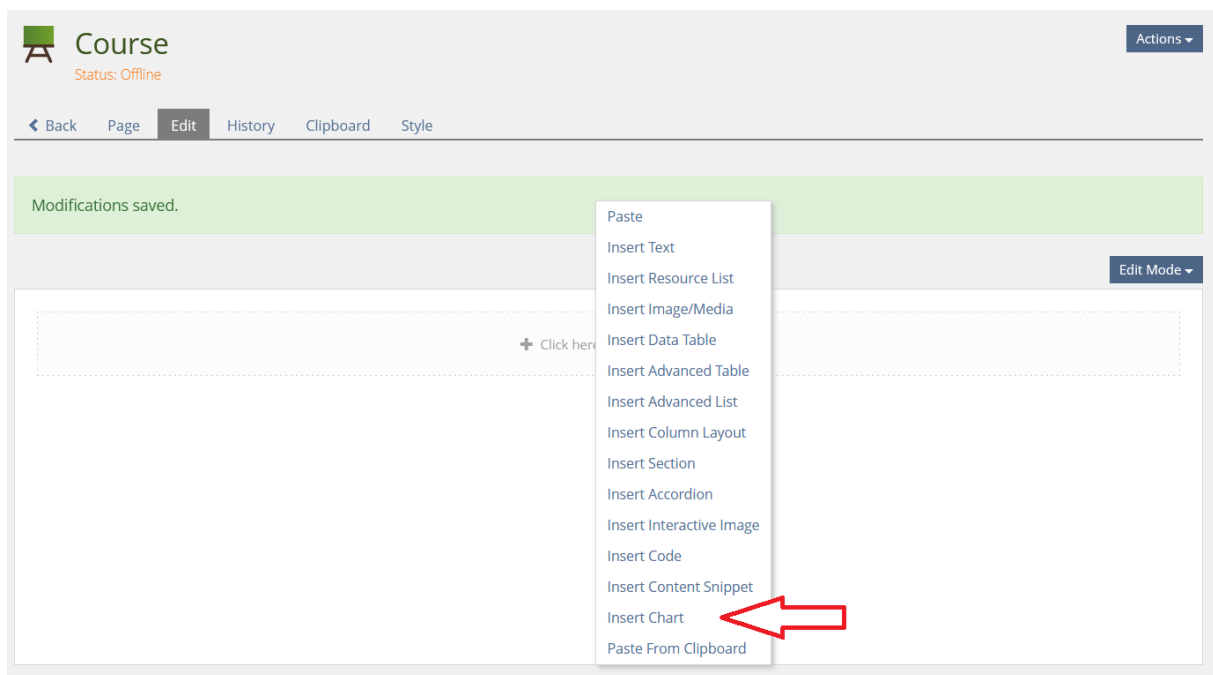 Course
Actions
Status: Offline
Back Page Edit History Clipboard Style
Modifications saved.
Edit Mode
Click here
Paste
Insert Text
Insert Resource List
Insert Image/Media
Insert Data Table
Insert Advanced Table
Insert Advanced List
Insert Column Layout
Insert Section
Insert Accordion
Insert Interactive Image
Insert Code
Insert Content Snippet
Insert Chart
Paste From Clipboard